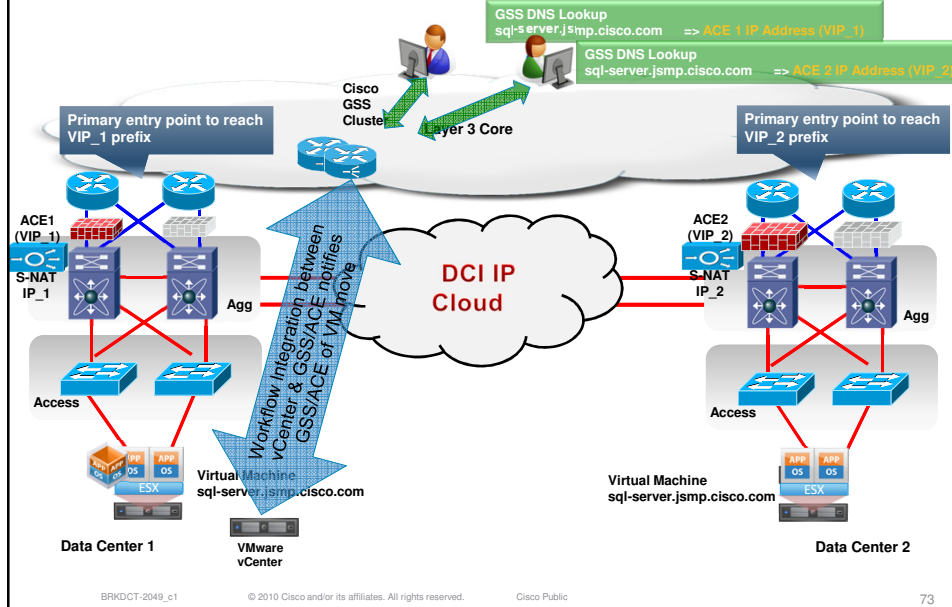 GSS DNS Lookup
sql-server.jsmp.cisco.com => ACE 1 IP Address (VIP_1)
GSS DNS Lookup
sql-server.jsmp.cisco.com => ACE 2 IP Address (VIP_2)
Cisco
GSS
Cluster
Layer 3 Core
Primary entry point to reach
VIP_1 prefix
Primary entry point to reach
VIP_2 prefix
ACE1
(VIP_1)
S-NAT
IP_1
Agg
Access
Workflow Integration between
vCenter & GSS/ACE notifies
GSS/ACE of VM move
DCI IP
Cloud
ACE2
(VIP_2)
S-NAT
IP_2
Agg
Access
APP
OS
APP
OS
APP
OS
ESX
Virtual Machine
sql-server.jsmp.cisco.com
Virtual Machine
sql-server.jsmp.cisco.com
APP
OS
APP
OS
ESX
Data Center 1
VMware
vCenter
Data Center 2
BRKDCT-2049_c1 © 2010 Cisco and/or its affiliates. All rights reserved. Cisco Public 73